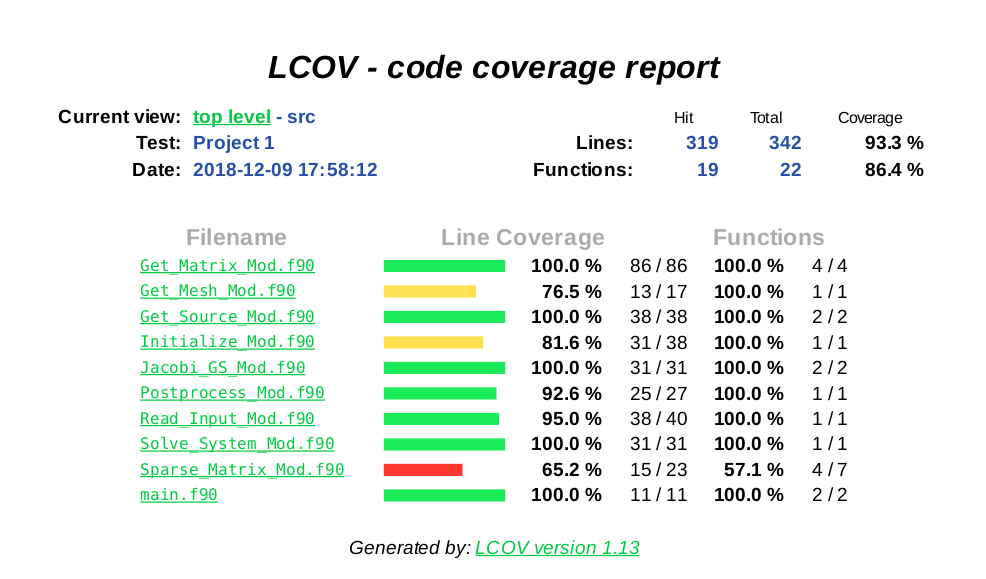 LCOV - code coverage report
Current view: top level - src
Hit Total Coverage
Test: Project 1
Lines: 319 342 93.3 %
Date: 2018-12-09 17:58:12
Functions: 19 22 86.4 %
Filename Line Coverage Functions
Get_Matrix_Mod.f90 100.0 % 86 / 86 100.0 % 4 / 4
Get_Mesh_Mod.f90 76.5 % 13 / 17 100.0 % 1 / 1
Get_Source_Mod.f90 100.0 % 38 / 38 100.0 % 2 / 2
Initialize_Mod.f90 81.6 % 31 / 38 100.0 % 1 / 1
Jacobi_GS_Mod.f90 100.0 % 31 / 31 100.0 % 2 / 2
Postprocess_Mod.f90 92.6 % 25 / 27 100.0 % 1 / 1
Read_Input_Mod.f90 95.0 % 38 / 40 100.0 % 1 / 1
Solve_System_Mod.f90 100.0 % 31 / 31 100.0 % 1 / 1
Sparse_Matrix_Mod.f90 65.2 % 15 / 23 57.1 % 4 / 7
main.f90 100.0 % 11 / 11 100.0 % 2 / 2
Generated by: LCOV version 1.13